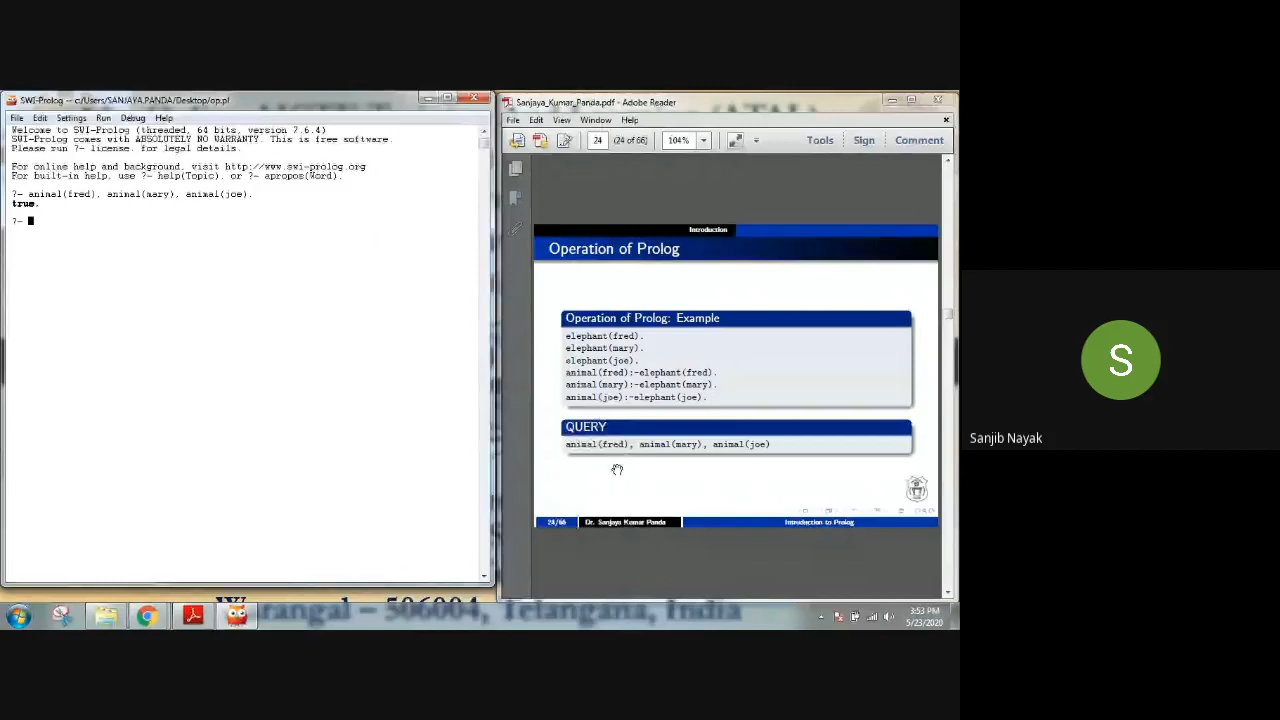 SWI-Prolog -- c:/Users/SANJAYA.PANDA/Desktop/op.pl
File Edit Settings Run Debug Help
Welcome to SWI-Prolog (threaded, 64 bits, version 7.6.4)
SWI-Prolog comes with ABSOLUTELY NO WARRANTY. This is free software.
Please run ?- license. for legal details.
For online help and background, visit http://www.swi-prolog.org
For built-in help, use ?- help(Topic). or ?- apropos(Word).
?- animal(fred), animal(mary), animal(joe).
true.
?-
Sanjaya_Kumar_Panda.pdf - Adobe Reader
File Edit View Window Help
24 (24 of 66) 104% Tools Sign Comment
Introduction
Operation of Prolog
Operation of Prolog: Example
elephant(fred).
elephant(mary).
elephant(joe).
animal(fred):-elephant(fred).
animal(mary):-elephant(mary).
animal(joe):-elephant(joe).
QUERY
animal(fred), animal(mary), animal(joe)
24/66 Dr. Sanjaya Kumar Panda Introduction to Prolog
rangal – 506004, Telangana, India
3:53 PM
5/23/2020
S
Sanjib Nayak